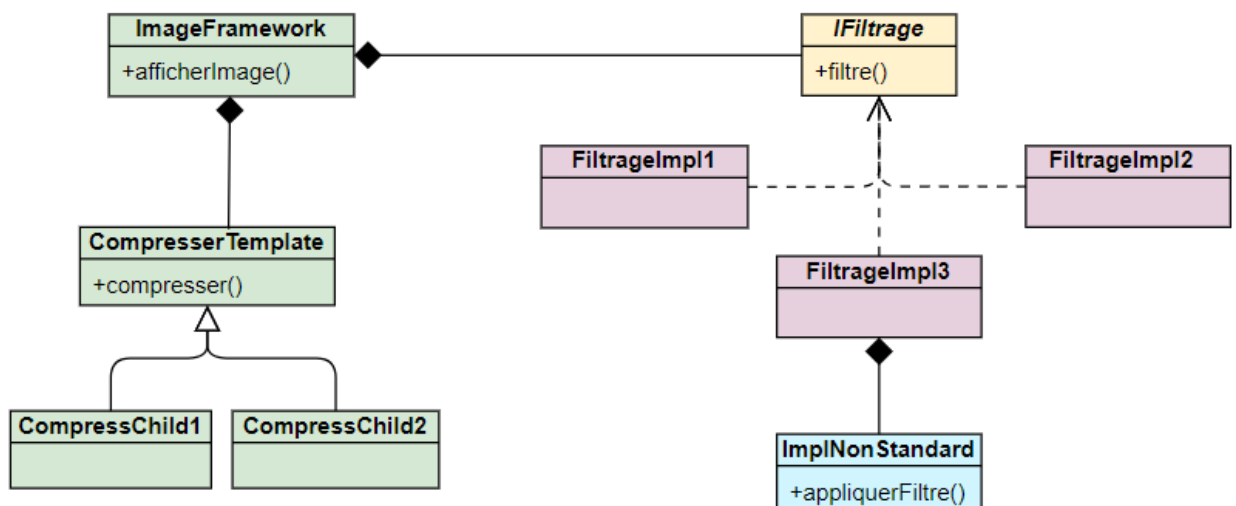 ImageFramework
+afficherImage()
IFiltrage
+filtre()
FiltrageImpl1
FiltrageImpl2
CompresserTemplate
+compresser()
FiltrageImpl3
CompressChild1
CompressChild2
ImplNonStandard
+appliquerFiltre()